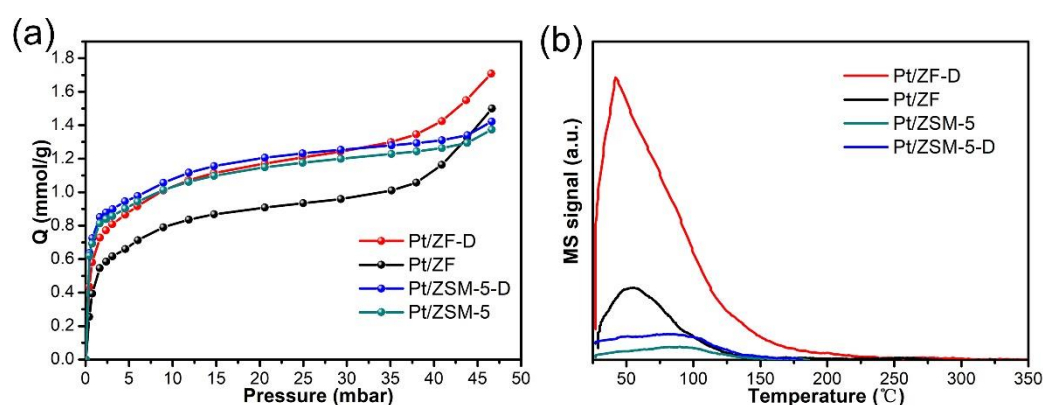 (a)
Q (mmol/g)
1.8
1.6
1.4
1.2
1.0
0.8
0.6
0.4
0.2
0.0
Pt/ZF-D
Pt/ZF
Pt/ZSM-5-D
Pt/ZSM-5
0 5 10 15 20 25 30 35 40 45 50
Pressure (mbar)
(b)
MS signal (a.u.)
Pt/ZF-D
Pt/ZF
Pt/ZSM-5
Pt/ZSM-5-D
50 100 150 200 250 300 350
Temperature (℃)